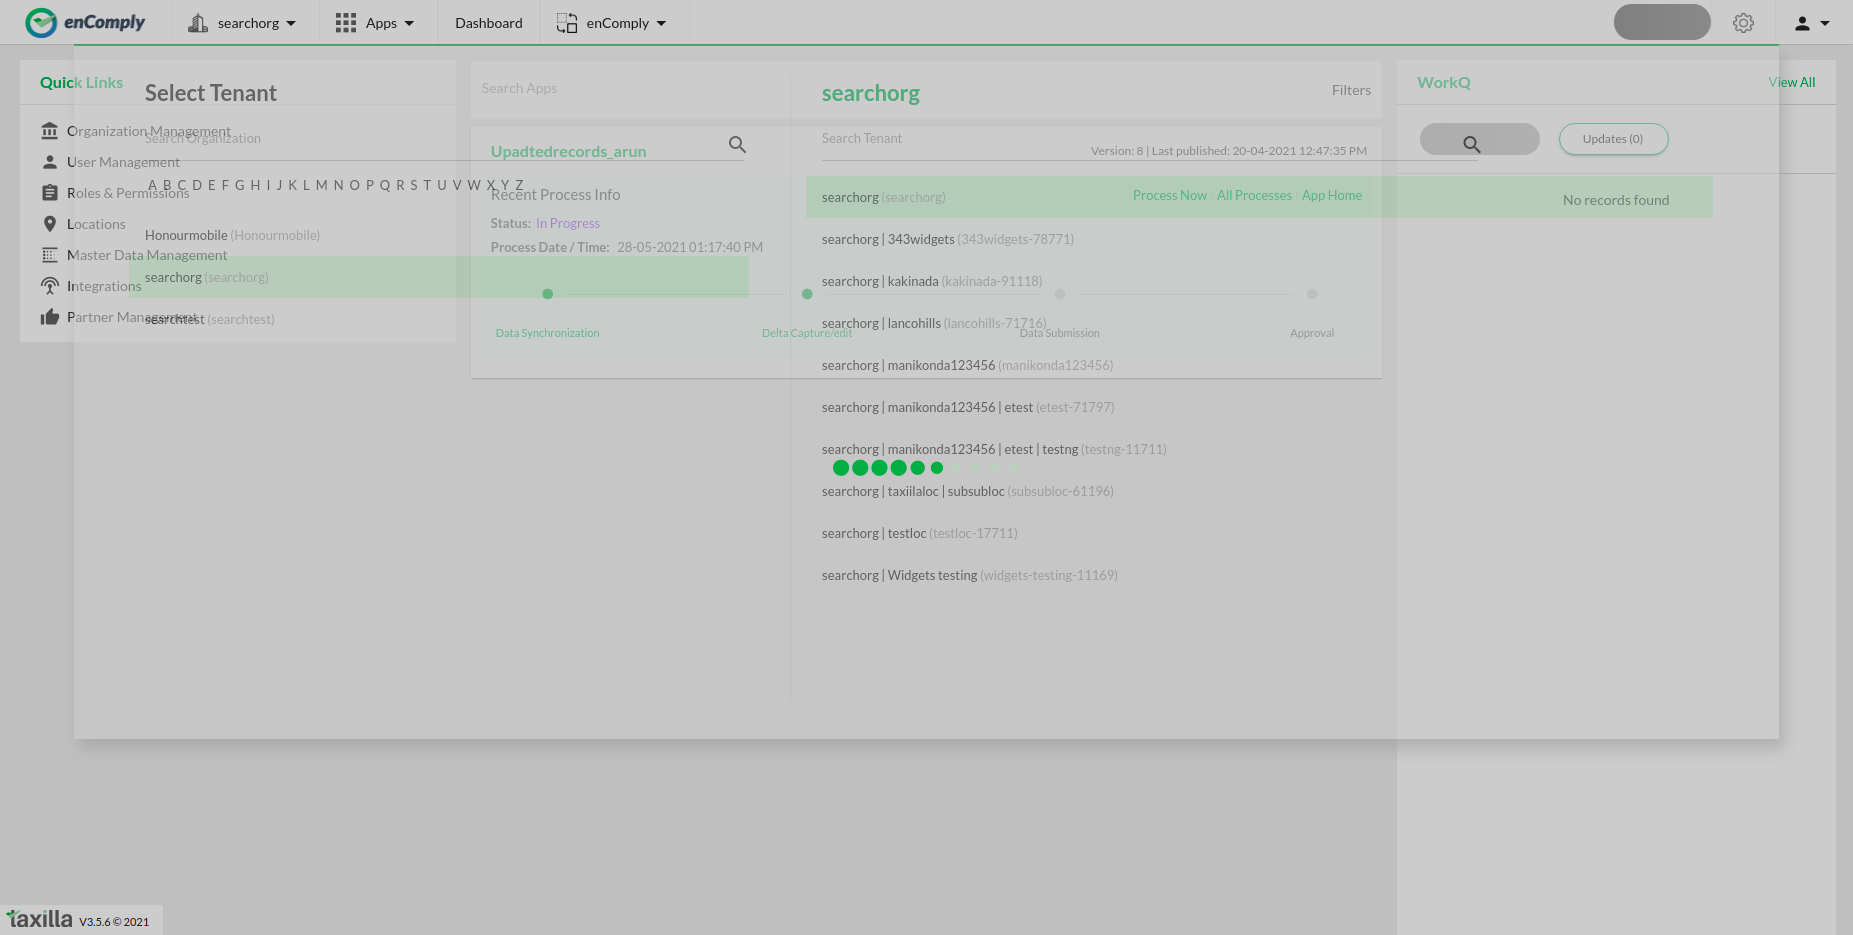 enComply
searchorg
Apps
Dashboard
enComply
Quick Links
Organization Management
User Management
Roles & Permissions
Locations
Master Data Management
Integrations
Partner Management
Select Tenant
Search Organization
A B C D E F G H I J K L M N O P Q R S T U V W X Y Z
Honourmobile (Honourmobile)
searchorg (searchorg)
searchtest (searchtest)
Search Apps
Filters
Upadtedrecords_arun
Version: 8 | Last published: 20-04-2021 12:47:35 PM
Recent Process Info
Process Now | All Processes | App Home
Status: In Progress
Process Date / Time: 28-05-2021 01:17:40 PM
Data Synchronization
Delta Capture/edit
Data Submission
Approval
searchorg
Search Tenant
searchorg (searchorg)
searchorg | 343widgets (343widgets-78771)
searchorg | kakinada (kakinada-91118)
searchorg | lancohills (lancohills-71716)
searchorg | manikonda123456 (manikonda123456)
searchorg | manikonda123456 | etest (etest-71797)
searchorg | manikonda123456 | etest | testng (testng-11711)
searchorg | taxiilaloc | subsubloc (subsubloc-61196)
searchorg | testloc (testloc-17711)
searchorg | Widgets testing (widgets-testing-11169)
WorkQ
View All
Updates (0)
No records found
taxilla V3.5.6 © 2021